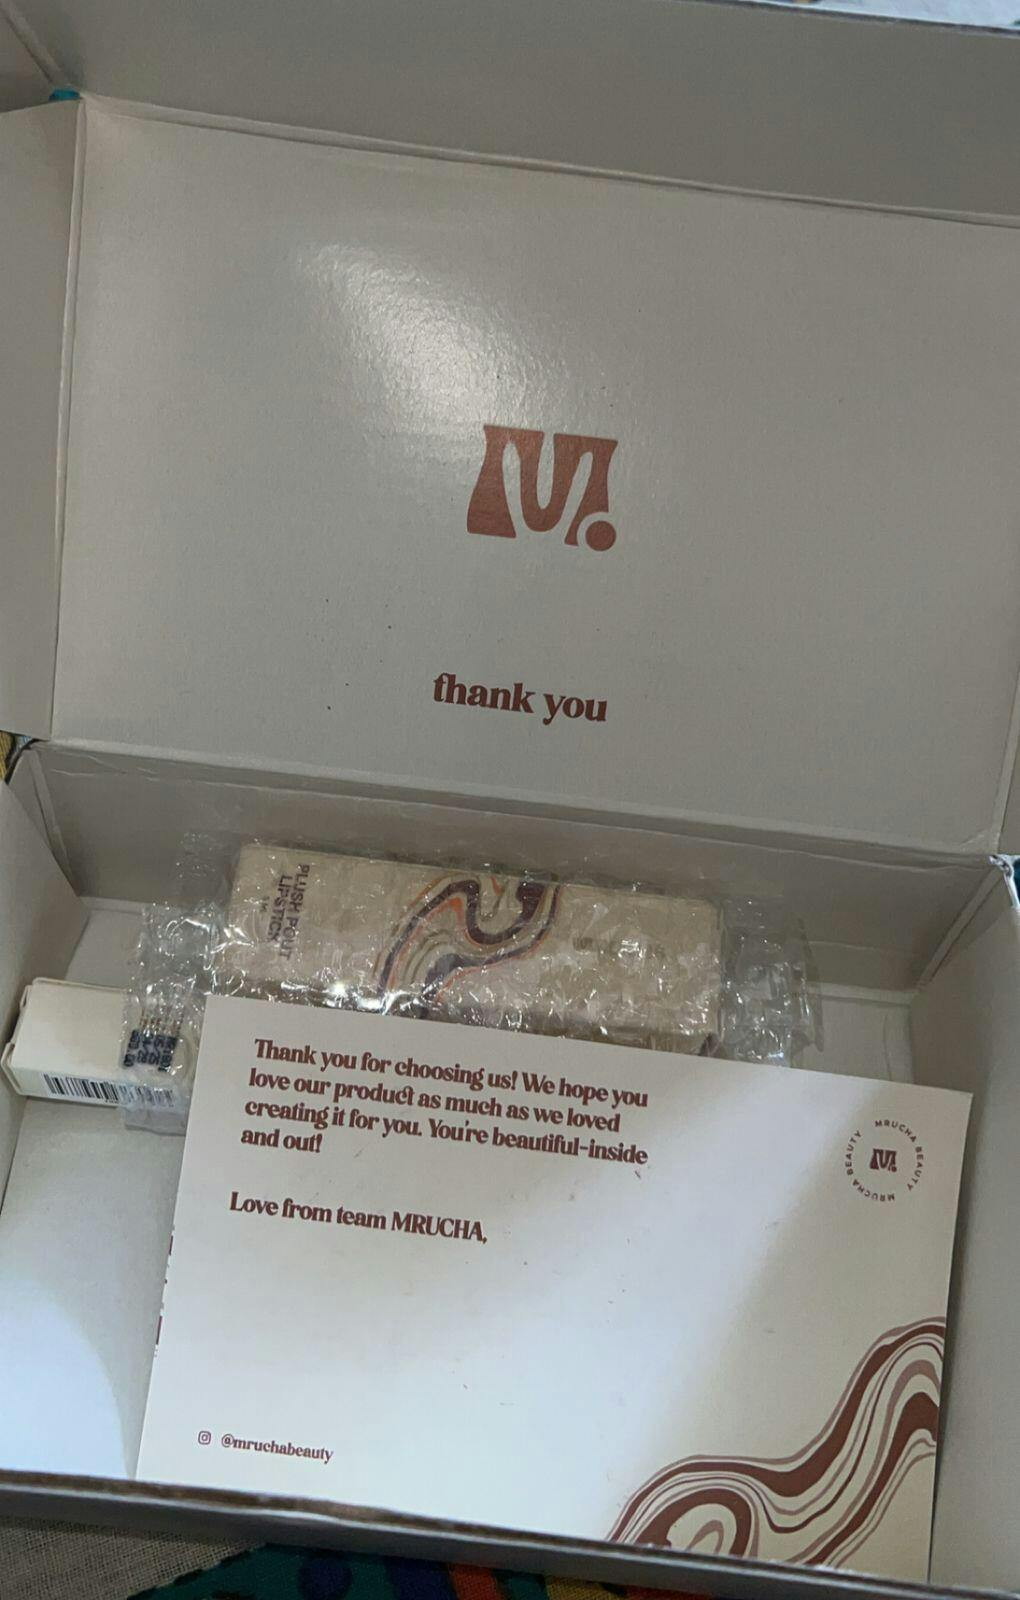 M.
thank you
PLUSH POUT
LIPSTICK
Thank you for choosing us! We hope you
love our product as much as we loved
creating it for you. You're beautiful-inside
and out!
MRUCHA BEAUTY MRUCHA BEAUTY
M.
Love from team MRUCHA,
@mruchabeauty